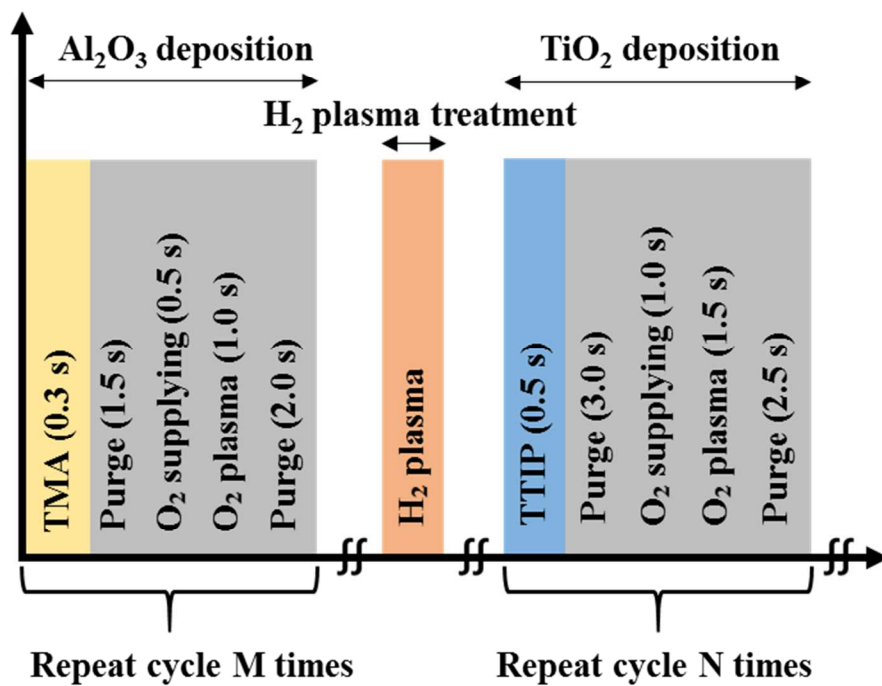 Al₂O₃ deposition
TiO₂ deposition
H₂ plasma treatment
TMA (0.3 s)
Purge (1.5 s)
O₂ supplying (0.5 s)
O₂ plasma (1.0 s)
Purge (2.0 s)
H₂ plasma
TTIP (0.5 s)
Purge (3.0 s)
O₂ supplying (1.0 s)
O₂ plasma (1.5 s)
Purge (2.5 s)
Repeat cycle M times
Repeat cycle N times